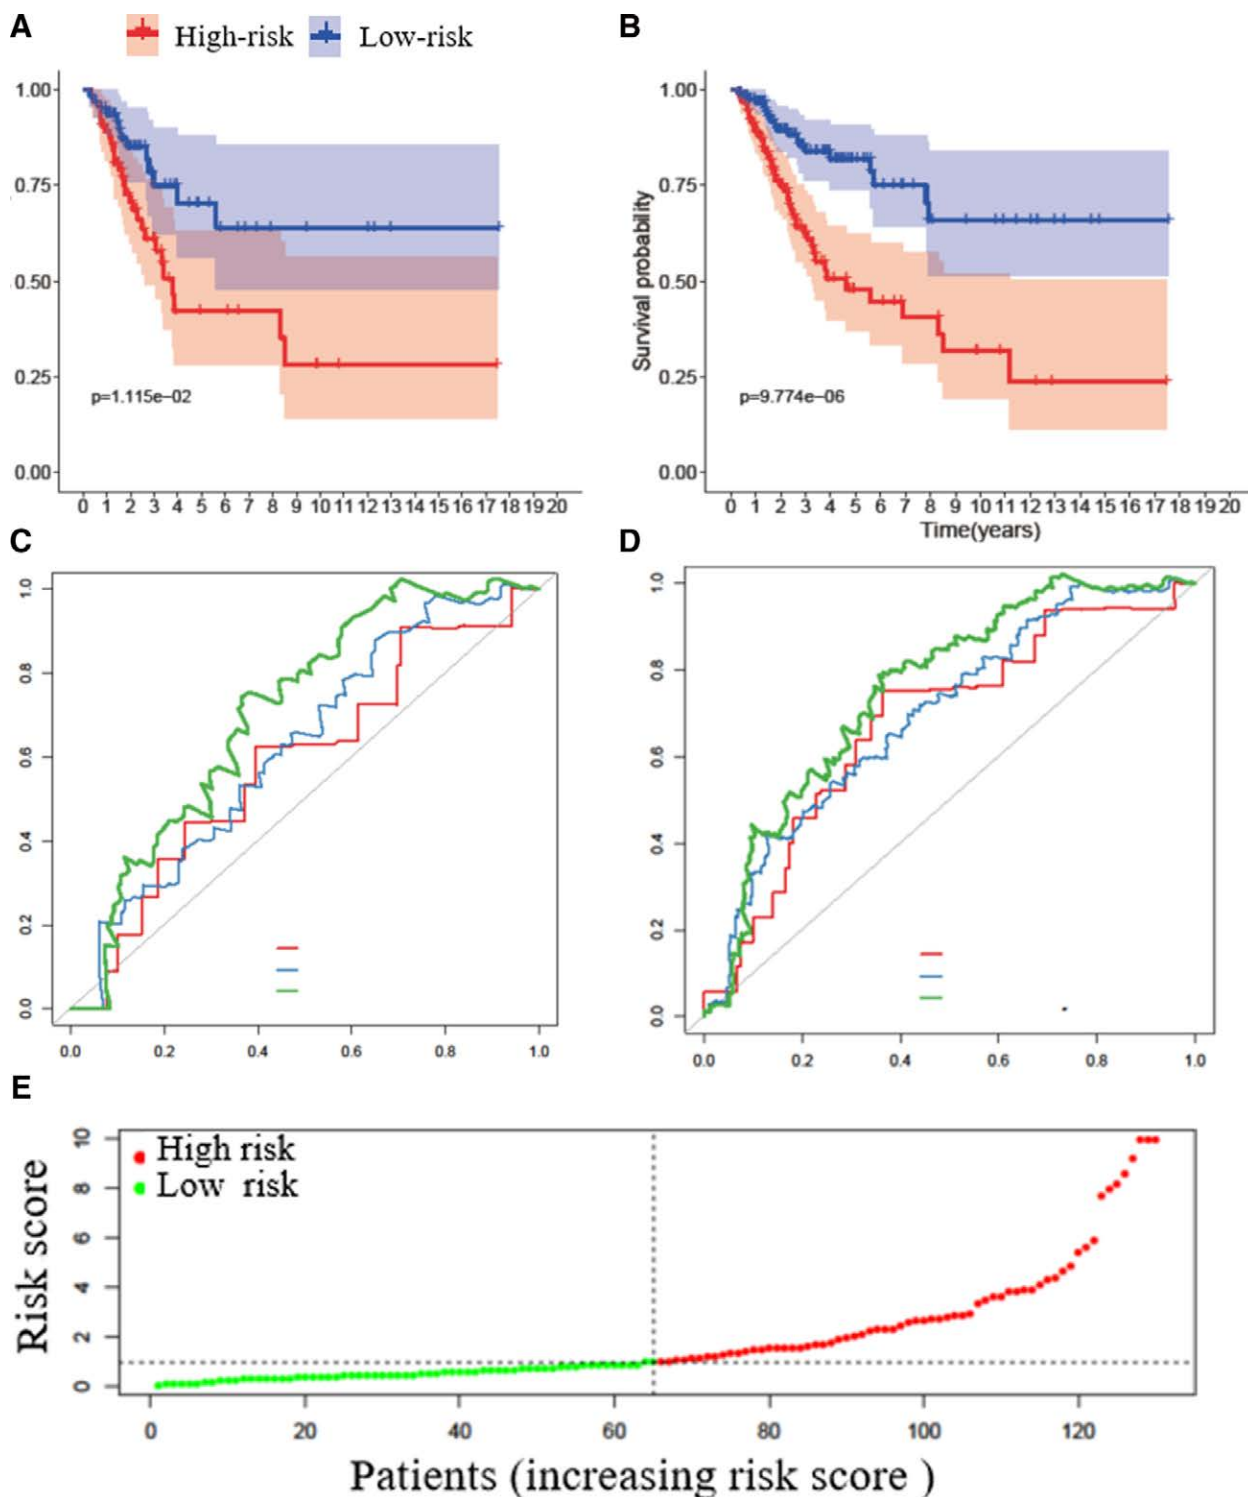 A
High-risk
Low-risk
1.00
0.75
0.50
0.25
0.00
p=1.115e−02
0 1 2 3 4 5 6 7 8 9 10 11 12 13 14 15 16 17 18 19 20
B
Survival probability
1.00
0.75
0.50
0.25
0.00
p=9.774e−06
0 1 2 3 4 5 6 7 8 9 10 11 12 13 14 15 16 17 18 19 20
Time(years)
C
1.0
0.8
0.6
0.4
0.2
0.0
0.0 0.2 0.4 0.6 0.8 1.0
D
1.0
0.8
0.6
0.4
0.2
0.0
0.0 0.2 0.4 0.6 0.8 1.0
E
Risk score
10
8
6
4
2
0
High risk
Low risk
0 20 40 60 80 100 120
Patients (increasing risk score )